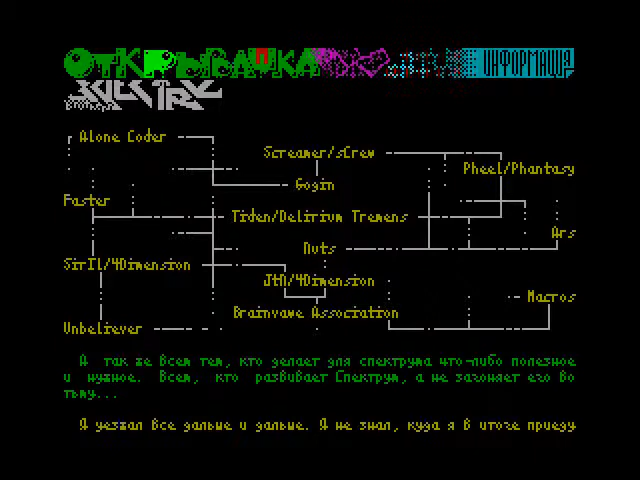 ОТКРЫВАЛКА
Alone Coder
Screamer/sCrew
Pheel/Phantasy
Gogin
Faster
Tiden/Delirium Tremens
Ars
Nuts
SirIl/4Dimension
JtN/4Dimension
Macros
Brainwave Association
Unbeliever
А так же всем тем, кто делает для спектрума что-либо полезное
и нужное. Всем, кто развивает Спектрум, а не загоняет его во
тьму...
Я уезжал все дальше и дальше. Я не знал, куда я в итоге приеду